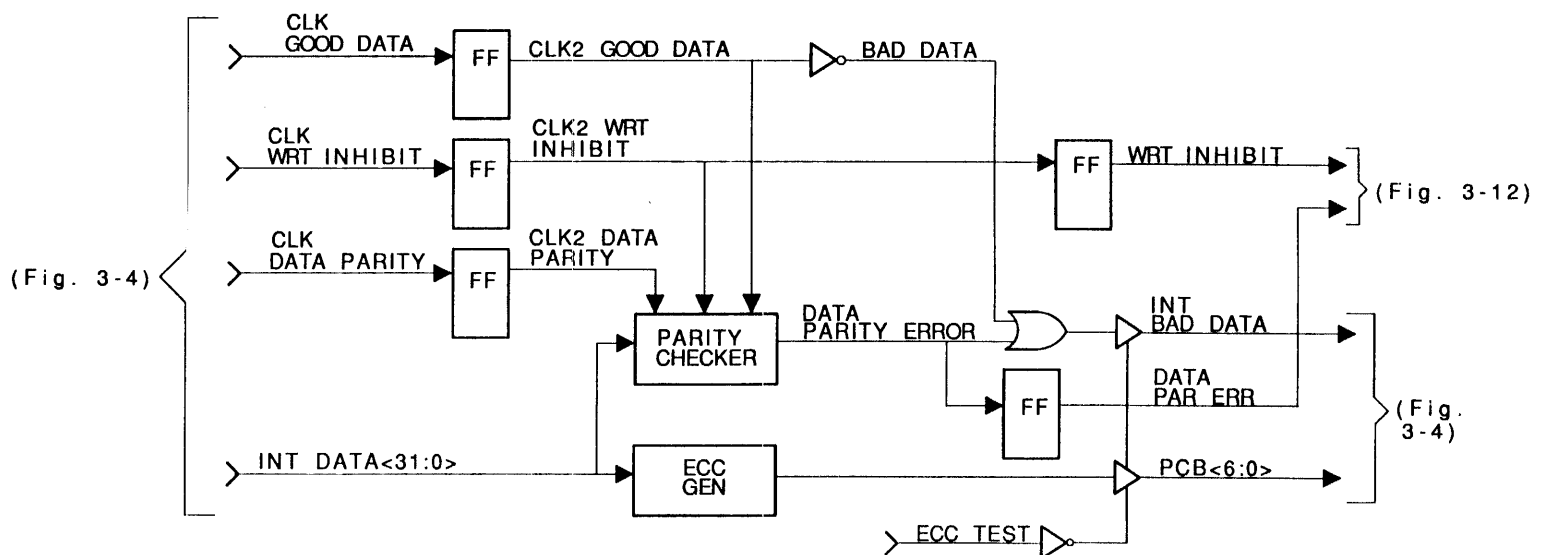 CLK
GOOD DATA
FF
CLK2 GOOD DATA
BAD DATA
CLK
WRT INHIBIT
FF
CLK2 WRT
INHIBIT
FF
WRT INHIBIT
(Fig. 3-12)
CLK
DATA PARITY
FF
CLK2 DATA
PARITY
(Fig. 3-4)
PARITY
CHECKER
DATA
PARITY ERROR
INT
BAD DATA
FF
DATA
PAR ERR
(Fig.
3-4)
INT DATA<31:0>
ECC
GEN
PCB<6:0>
ECC TEST